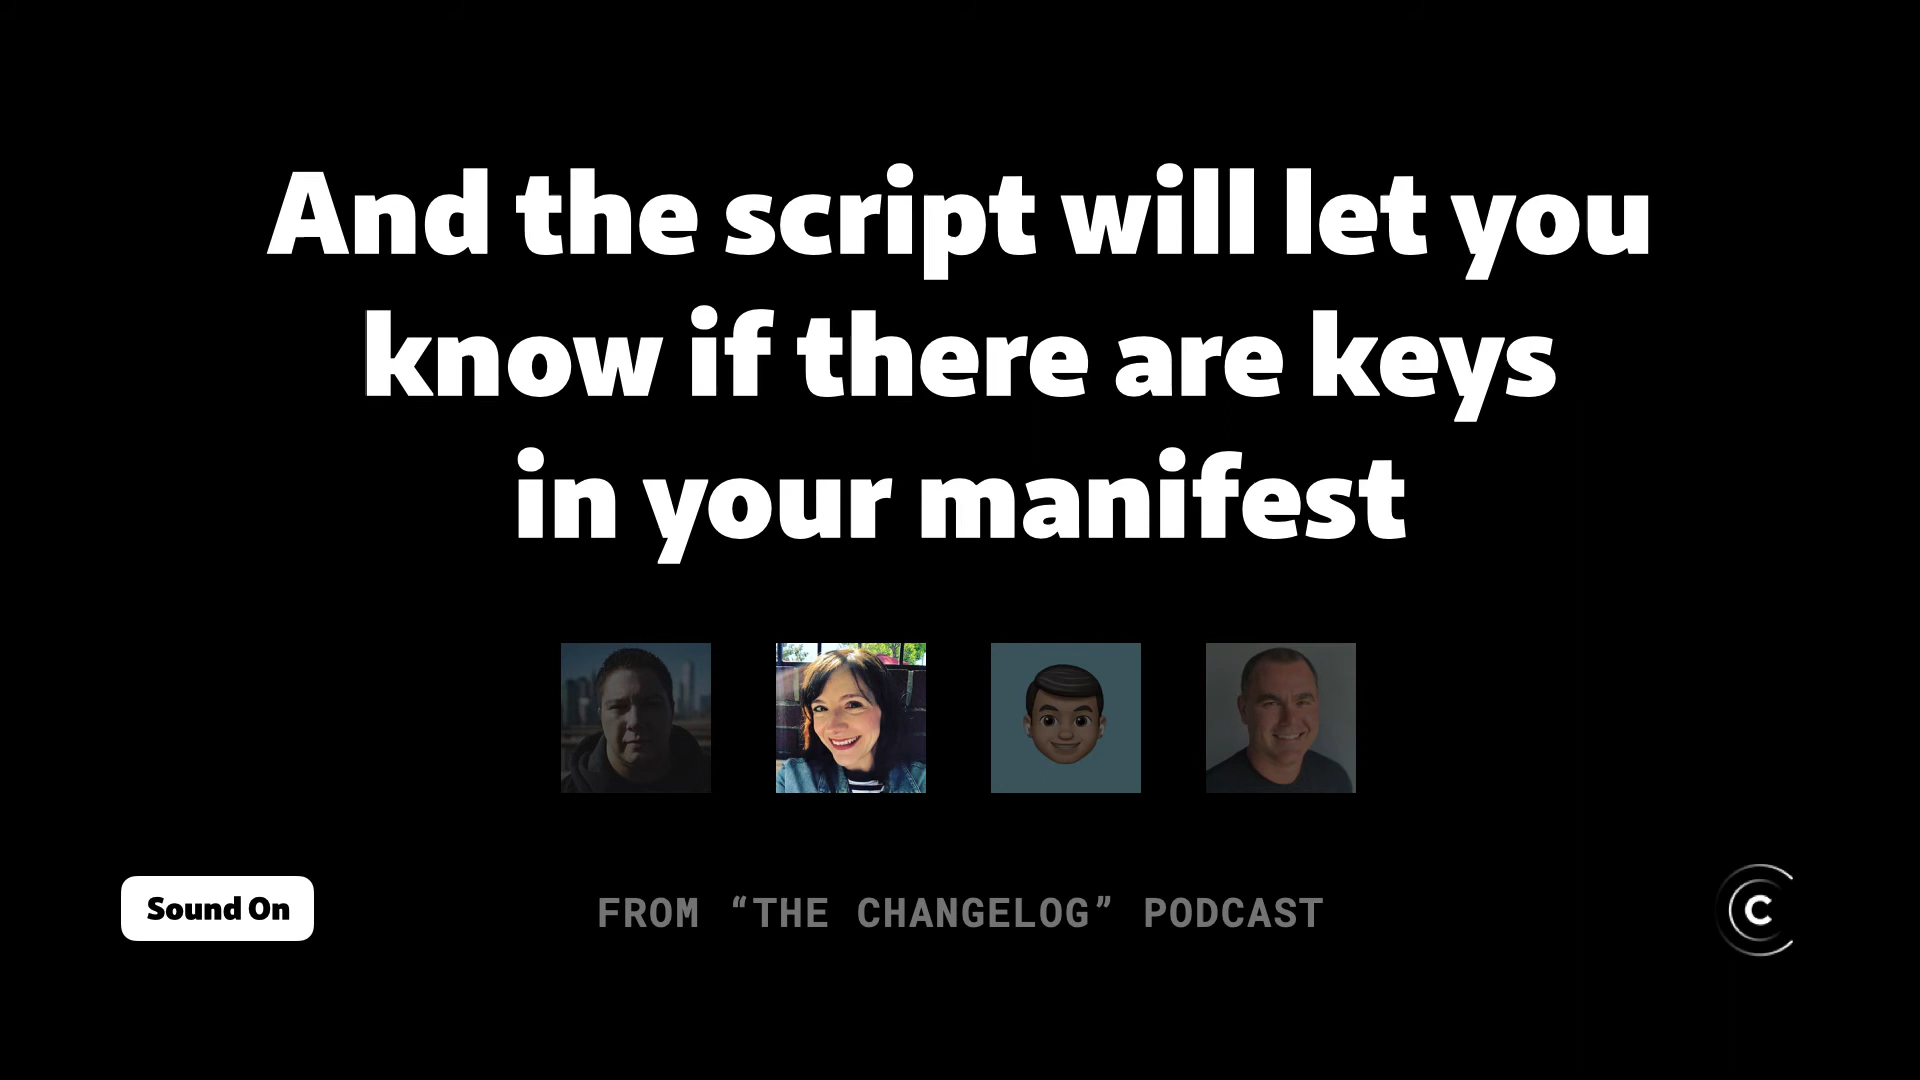 And the script will let you
know if there are keys
in your manifest
Sound On
FROM “THE CHANGELOG” PODCAST
C